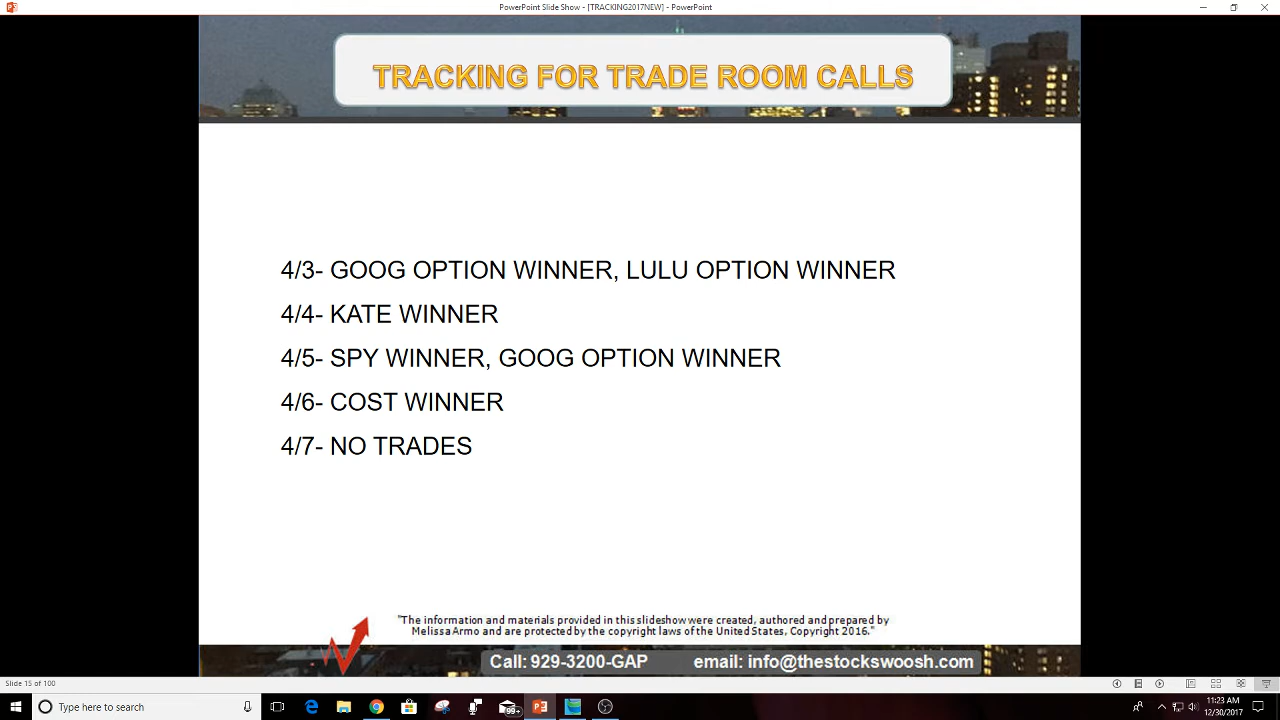 PowerPoint Slide Show - [TRACKING2017NEW] - PowerPoint
TRACKING FOR TRADE ROOM CALLS
4/3- GOOG OPTION WINNER, LULU OPTION WINNER
4/4- KATE WINNER
4/5- SPY WINNER, GOOG OPTION WINNER
4/6- COST WINNER
4/7- NO TRADES
"The information and materials provided in this slideshow were created, authored and prepared by
Melissa Armo and are protected by the copyright laws of the United States, Copyright 2016."
Call: 929-3200-GAP email: info@thestockswoosh.com
Slide 15 of 100
Type here to search
99+
11:23 AM
12/30/2017